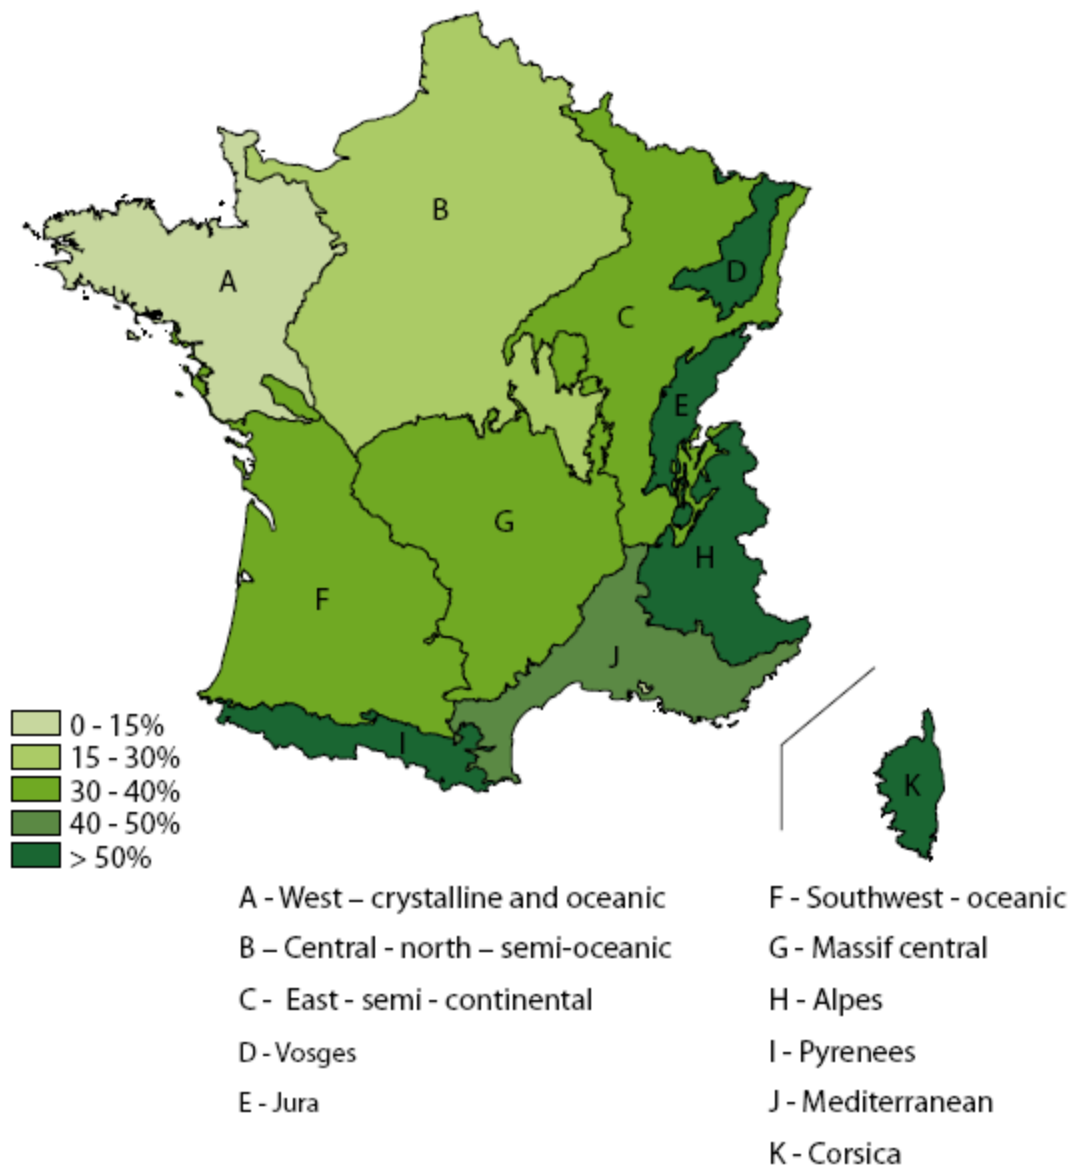 B
A
D
C
E
G
H
F
J
I
K
0 - 15%
15 - 30%
30 - 40%
40 - 50%
> 50%
A - West – crystalline and oceanic
B – Central - north – semi-oceanic
C - East - semi - continental
D - Vosges
E - Jura
F - Southwest - oceanic
G - Massif central
H - Alpes
I - Pyrenees
J - Mediterranean
K - Corsica